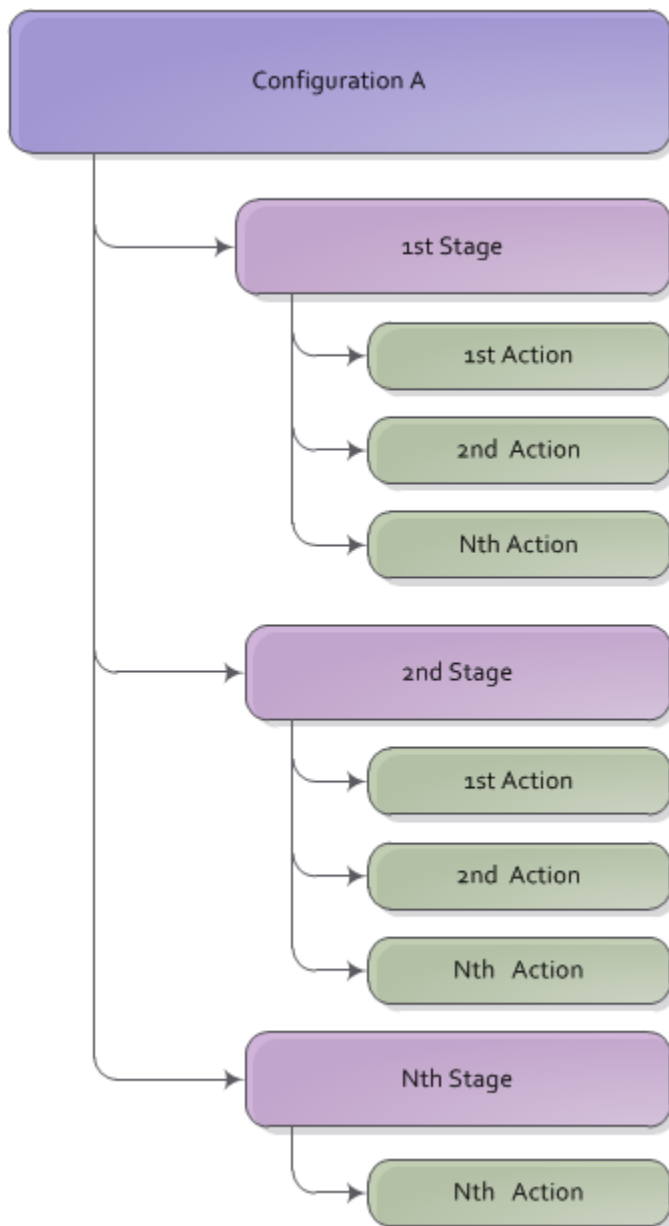 Configuration A
1st Stage
1st Action
2nd  Action
Nth Action
2nd Stage
1st Action
2nd  Action
Nth   Action
Nth Stage
Nth   Action